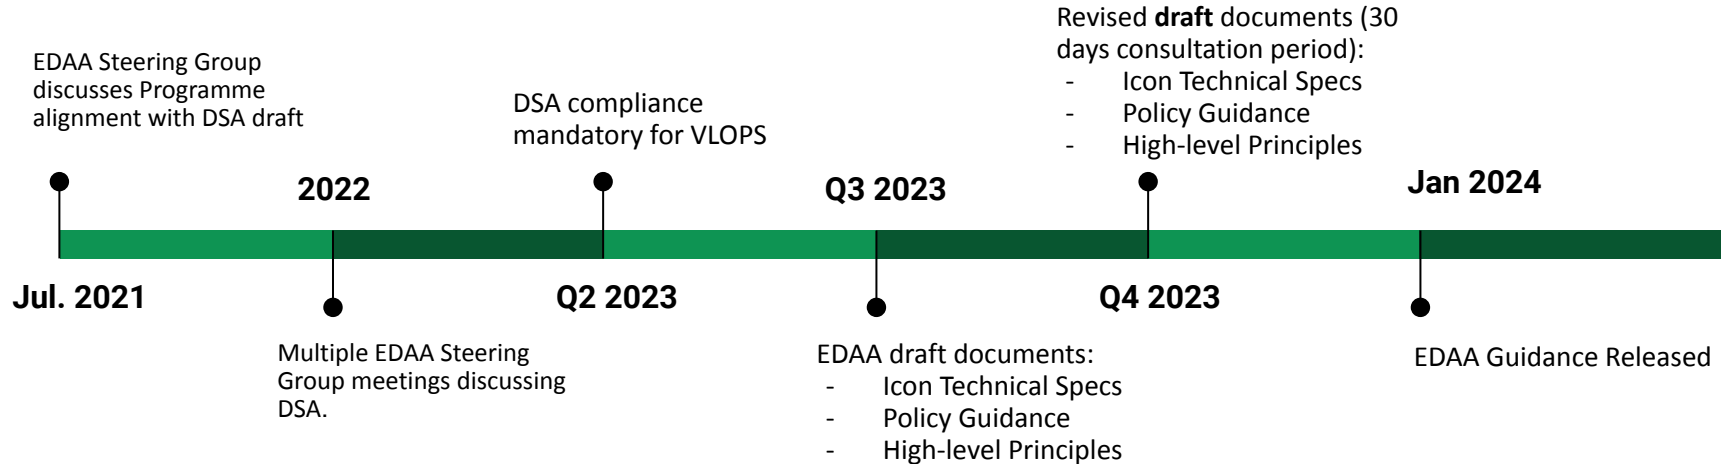 EDAA Steering Group
discusses Programme
alignment with DSA draft
Jul. 2021
2022
Multiple EDAA Steering
Group meetings discussing
DSA.
DSA compliance
mandatory for VLOPS
Q2 2023
Q3 2023
EDAA draft documents:
- Icon Technical Specs
- Policy Guidance
- High-level Principles
Revised draft documents (30
days consultation period):
- Icon Technical Specs
- Policy Guidance
- High-level Principles
Q4 2023
Jan 2024
EDAA Guidance Released